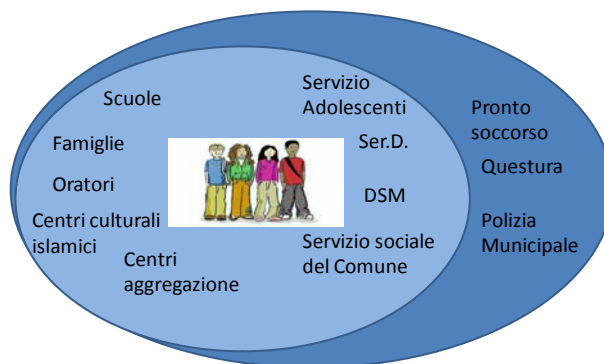 Scuole
Servizio
Adolescenti
Pronto
soccorso
Famiglie
Ser.D.
Questura
Oratori
DSM
Centri culturali
islamici
Polizia
Municipale
Servizio sociale
del Comune
Centri
aggregazione